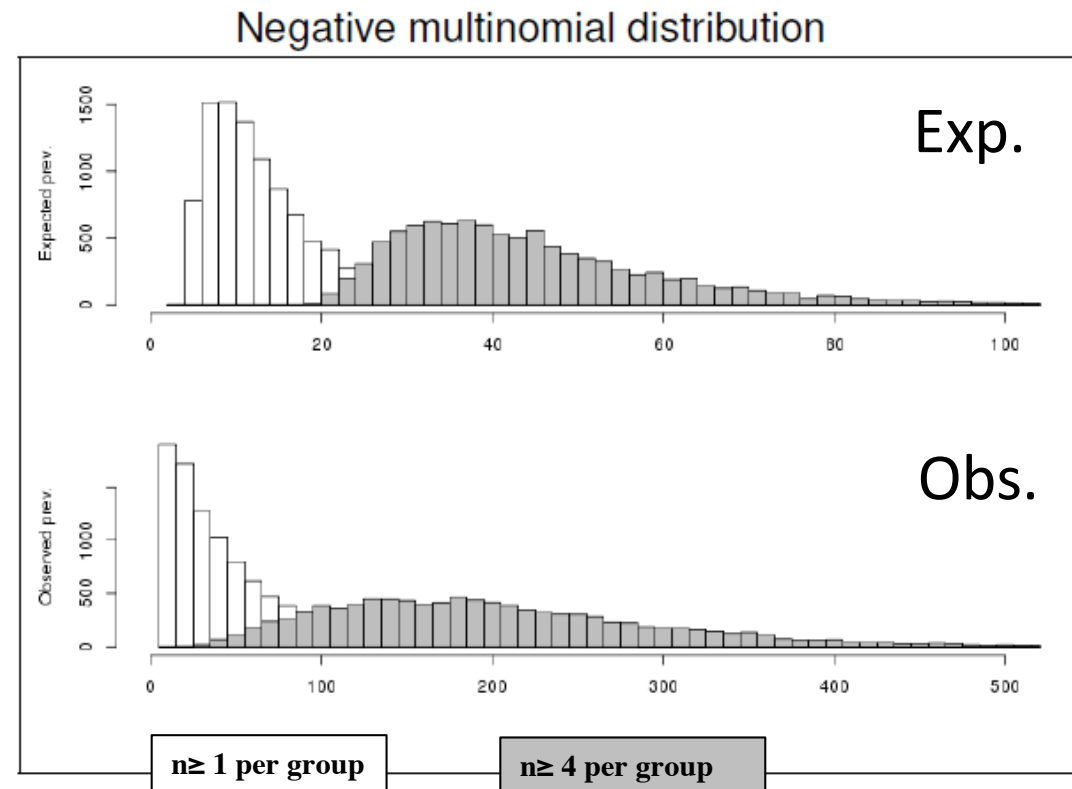 Negative multinomial distribution
Exp.
Expected prev.
1500
1000
500
0
0 20 40 60 80 100
Obs.
Observed prev.
1000
500
0
0 100 200 300 400 500
n≥ 1 per group
n≥ 4 per group